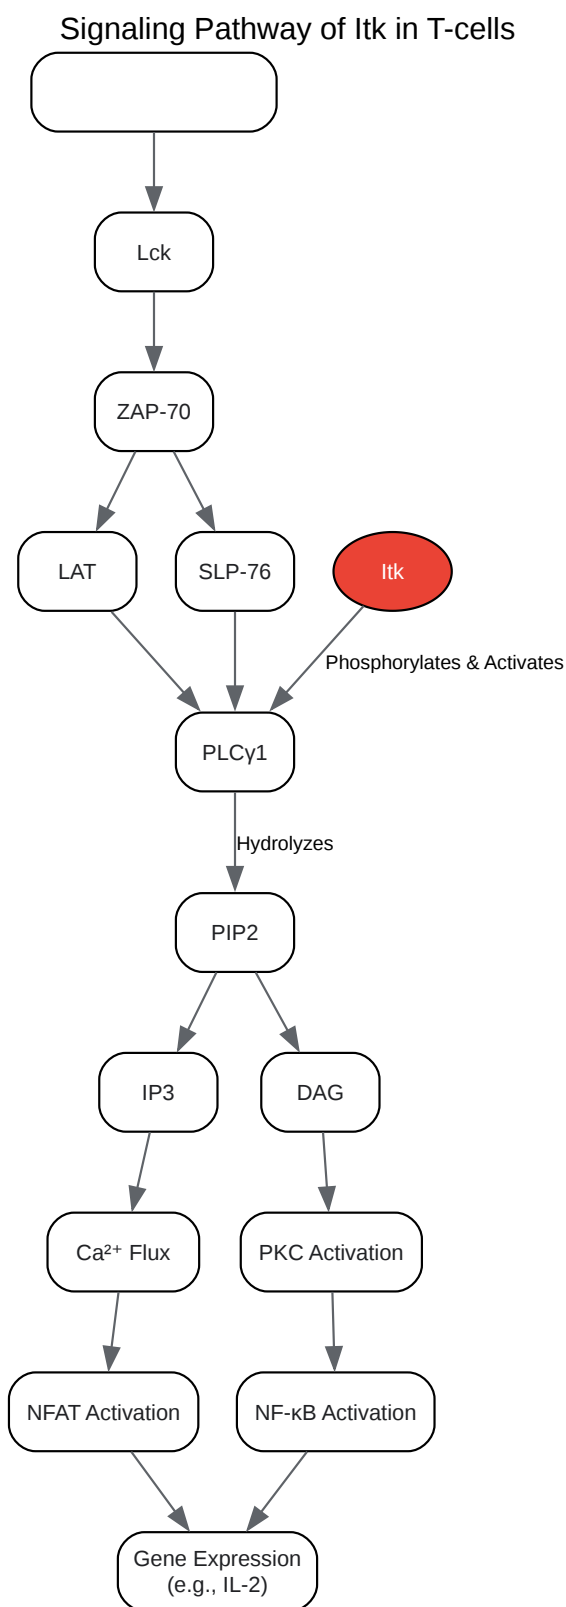 Signaling Pathway of Itk in T-cells
Lck
ZAP-70
LAT
SLP-76
Itk
Phosphorylates & Activates
PLCγ1
Hydrolyzes
PIP2
IP3
DAG
Ca²⁺ Flux
PKC Activation
NFAT Activation
NF-κB Activation
Gene Expression
(e.g., IL-2)